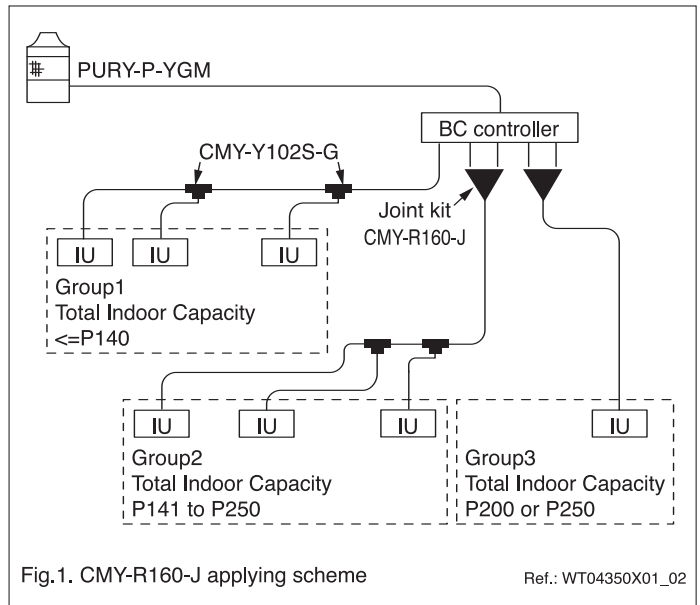 PURY-P-YGM
BC controller
CMY-Y102S-G
Joint kit
CMY-R160-J
IU IU IU
Group1
Total Indoor Capacity
<=P140
IU IU IU
Group2
Total Indoor Capacity
P141 to P250
IU
Group3
Total Indoor Capacity
P200 or P250
Fig.1. CMY-R160-J applying scheme
Ref.: WT04350X01_02